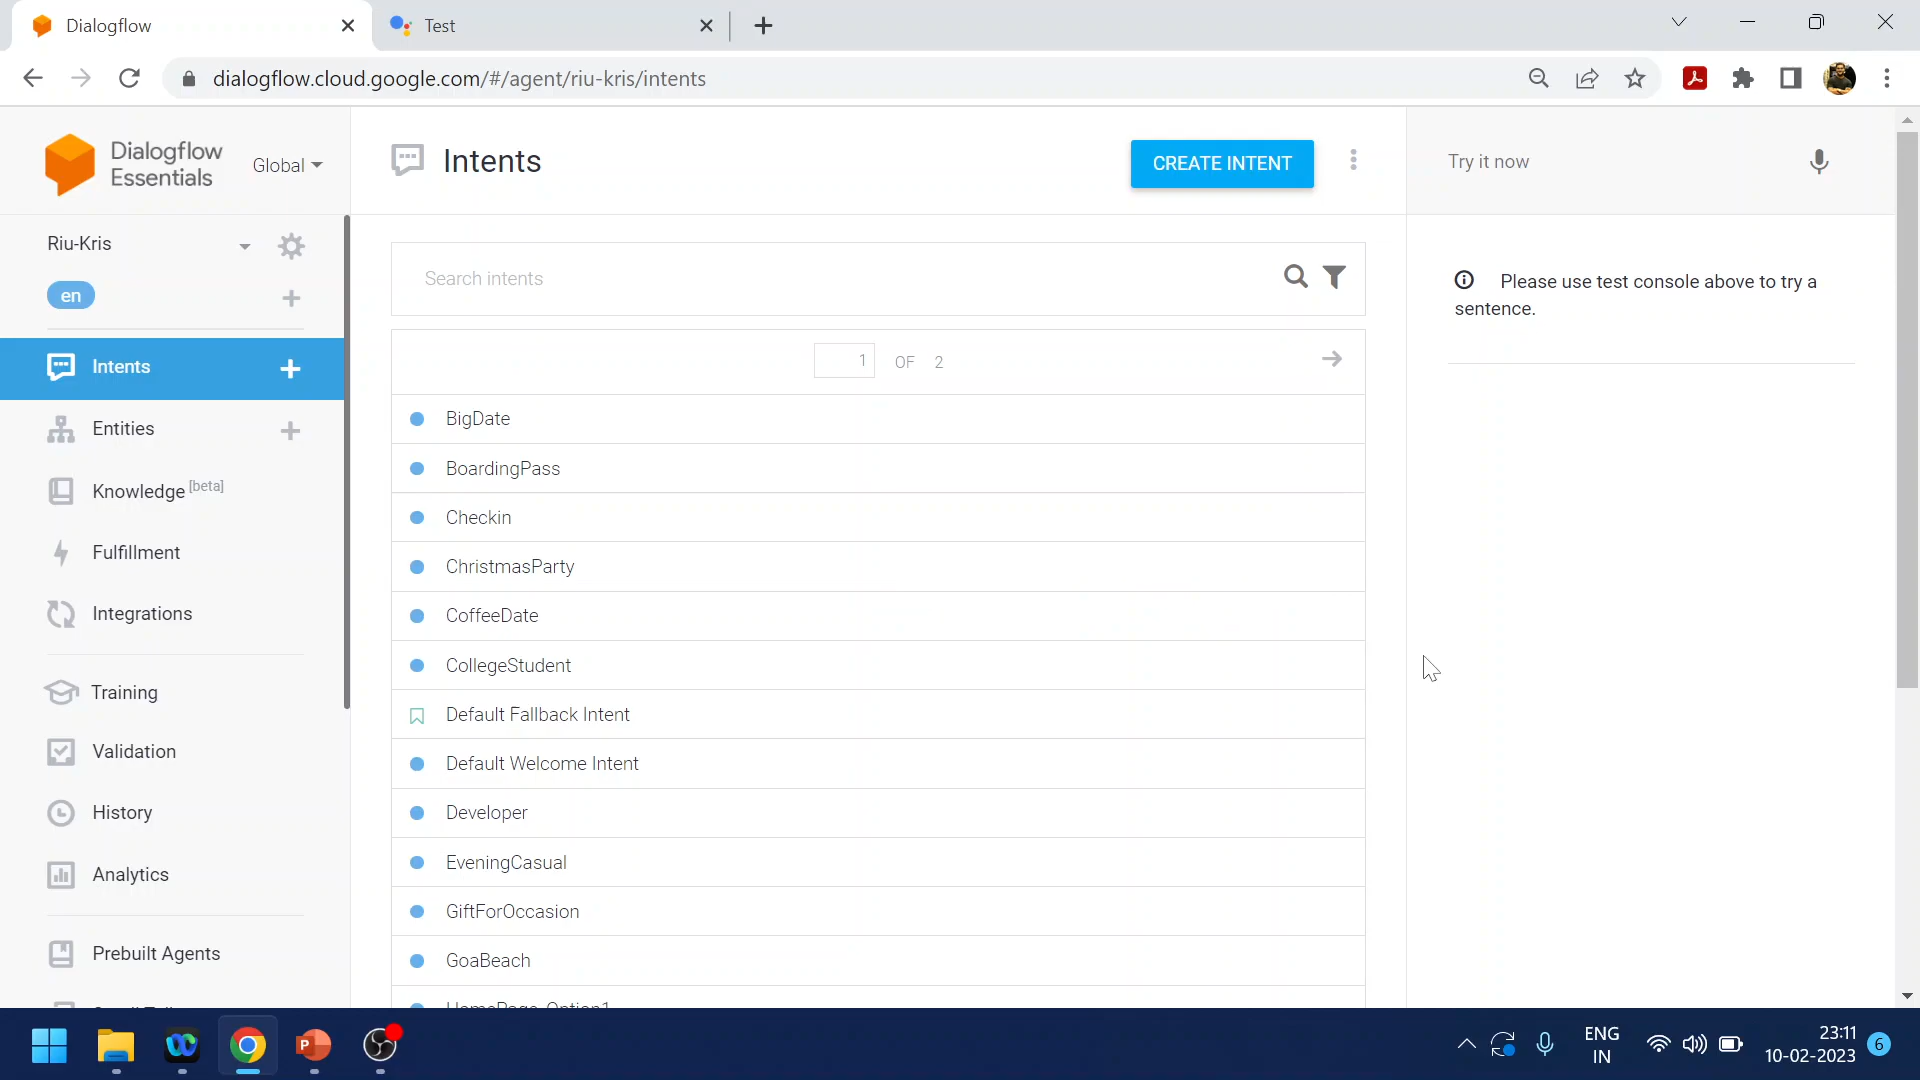 Dialogflow
Test
dialogflow.cloud.google.com/#/agent/riu-kris/intents
Dialogflow
Essentials
Global
Intents
CREATE INTENT
Try it now
Riu-Kris
en
Search intents
Please use test console above to try a
sentence.
1 OF 2
Intents
Entities
Knowledge [beta]
Fulfillment
Integrations
Training
Validation
History
Analytics
Prebuilt Agents
BigDate
BoardingPass
Checkin
ChristmasParty
CoffeeDate
CollegeStudent
Default Fallback Intent
Default Welcome Intent
Developer
EveningCasual
GiftForOccasion
GoaBeach
ENG
IN
23:11
10-02-2023
6